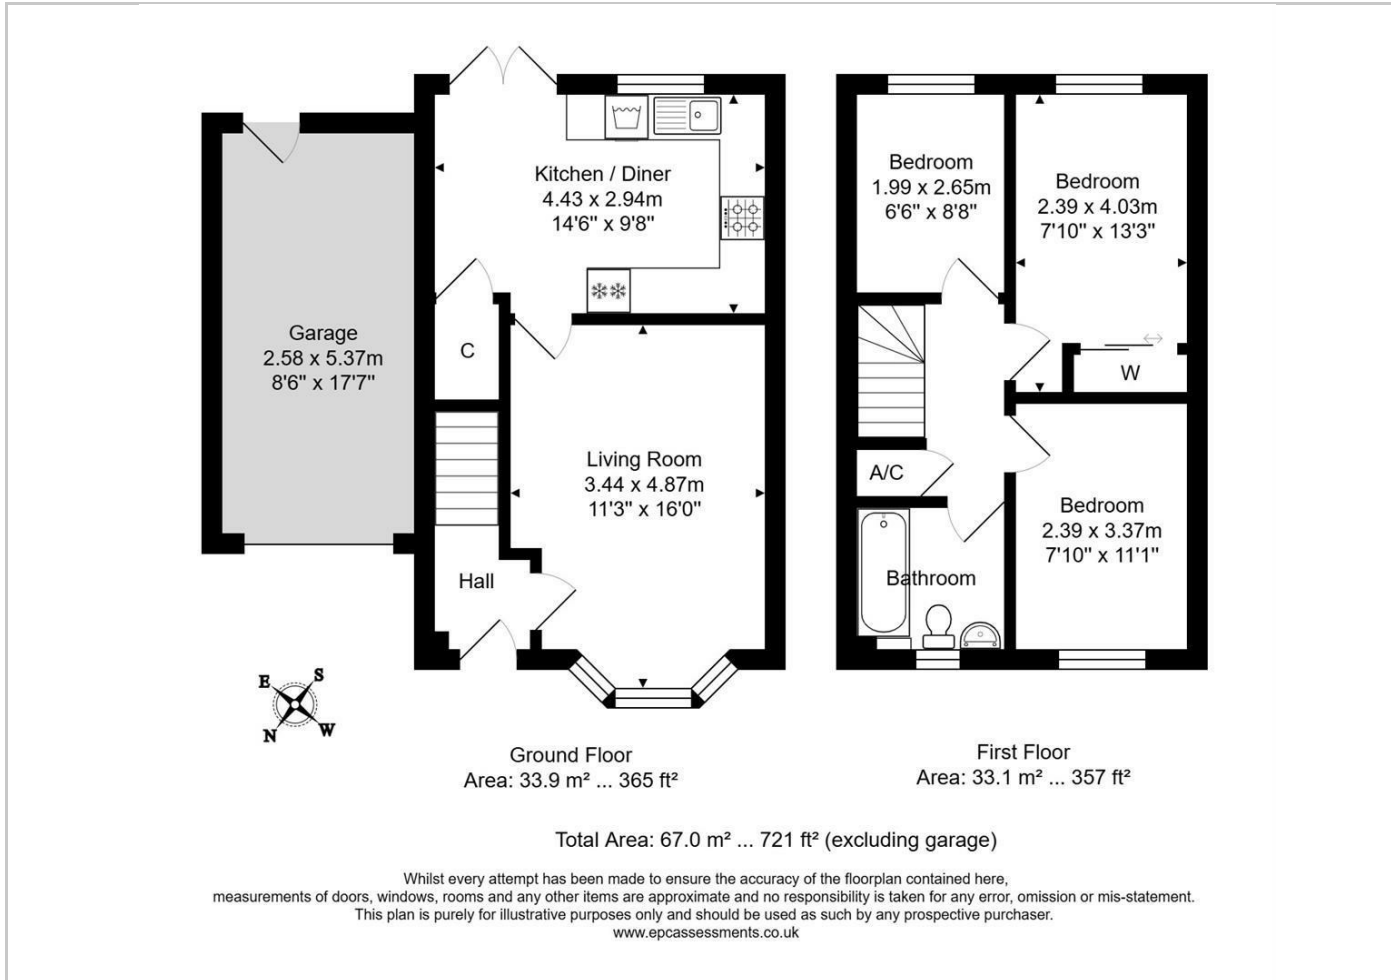 Kitchen / Diner
4.43 x 2.94m
14'6" x 9'8"
Garage
2.58 x 5.37m
8'6" x 17'7"
C
Living Room
3.44 x 4.87m
11'3" x 16'0"
Hall
E S
N W
Ground Floor
Area: 33.9 m² ... 365 ft²
Bedroom
1.99 x 2.65m
6'6" x 8'8"
Bedroom
2.39 x 4.03m
7'10" x 13'3"
W
A/C
Bedroom
2.39 x 3.37m
7'10" x 11'1"
Bathroom
First Floor
Area: 33.1 m² ... 357 ft²
Total Area: 67.0 m² ... 721 ft² (excluding garage)
Whilst every attempt has been made to ensure the accuracy of the floorplan contained here,
measurements of doors, windows, rooms and any other items are approximate and no responsibility is taken for any error, omission or mis-statement.
This plan is purely for illustrative purposes only and should be used as such by any prospective purchaser.
www.epcassessments.co.uk